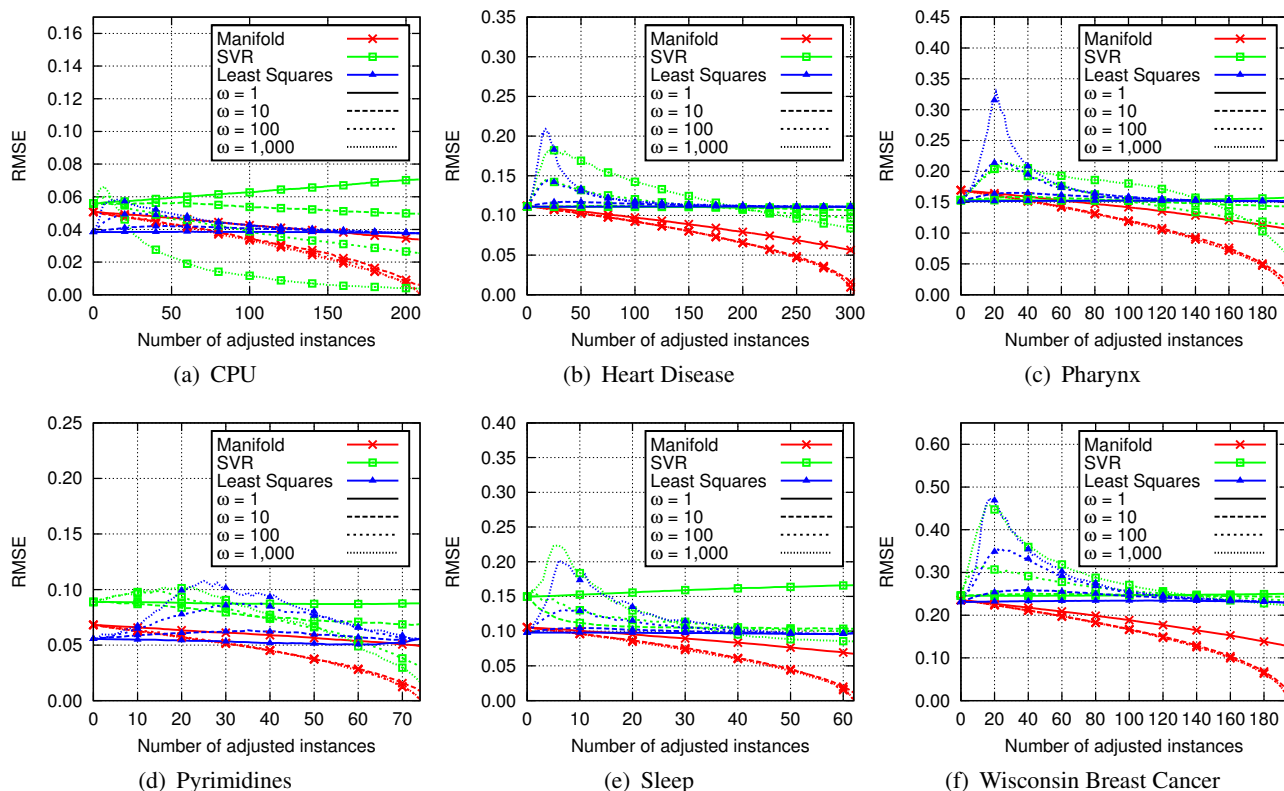 0.16
0.14
0.12
0.10
0.08
0.06
0.04
0.02
0.00
RMSE
0 50 100 150 200
Number of adjusted instances
Manifold
SVR
Least Squares
ω = 1
ω = 10
ω = 100
ω = 1,000
(a) CPU
0.35
0.30
0.25
0.20
0.15
0.10
0.05
0.00
RMSE
0 50 100 150 200 250 300
Number of adjusted instances
Manifold
SVR
Least Squares
ω = 1
ω = 10
ω = 100
ω = 1,000
(b) Heart Disease
0.45
0.40
0.35
0.30
0.25
0.20
0.15
0.10
0.05
0.00
RMSE
0 20 40 60 80 100 120 140 160 180
Number of adjusted instances
Manifold
SVR
Least Squares
ω = 1
ω = 10
ω = 100
ω = 1,000
(c) Pharynx
0.25
0.20
0.15
0.10
0.05
0.00
RMSE
0 10 20 30 40 50 60 70
Number of adjusted instances
Manifold
SVR
Least Squares
ω = 1
ω = 10
ω = 100
ω = 1,000
(d) Pyrimidines
0.40
0.35
0.30
0.25
0.20
0.15
0.10
0.05
0.00
RMSE
0 10 20 30 40 50 60
Number of adjusted instances
Manifold
SVR
Least Squares
ω = 1
ω = 10
ω = 100
ω = 1,000
(e) Sleep
0.60
0.50
0.40
0.30
0.20
0.10
0.00
RMSE
0 20 40 60 80 100 120 140 160 180
Number of adjusted instances
Manifold
SVR
Least Squares
ω = 1
ω = 10
ω = 100
ω = 1,000
(f) Wisconsin Breast Cancer